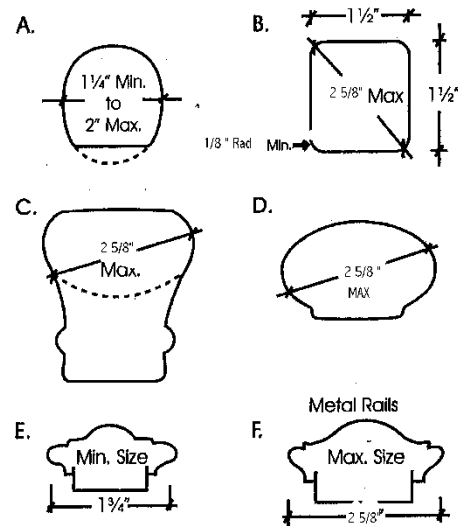 A.
1¼" Min.
to
2" Max.
B.
1½"
2 5/8" Max
1½"
1/8 " Rad Min.
C.
2 5/8"
Max.
D.
2 5/8 "
MAX
Metal Rails
E.
Min. Size
1¾"
F.
Max. Size
2 5/8"